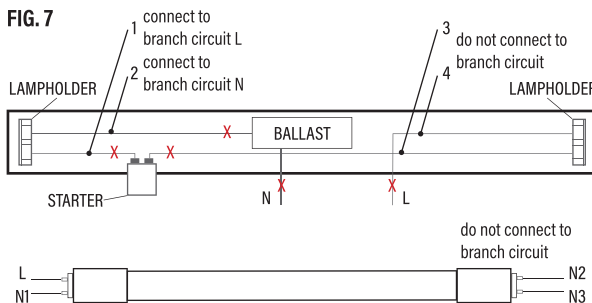 FIG. 7
1 connect to
branch circuit L
2 connect to
branch circuit N
3 do not connect to
4 branch circuit
LAMPHOLDER
LAMPHOLDER
BALLAST
STARTER
N
L
do not connect to
branch circuit
L
N1
N2
N3